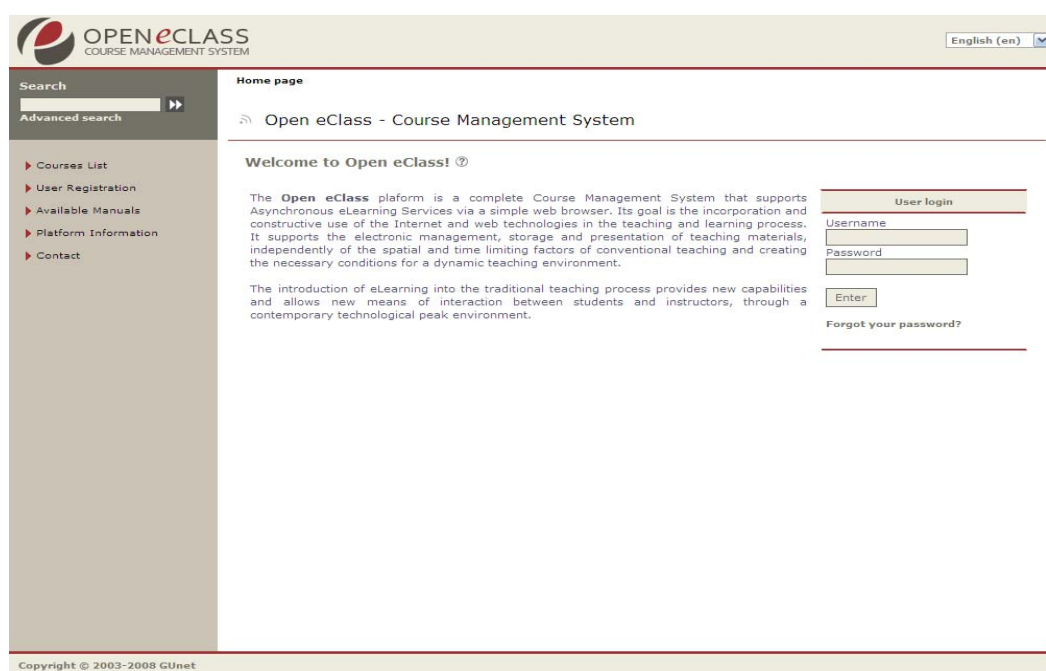 OPEN eCLASS
COURSE MANAGEMENT SYSTEM
English (en)
Search
Advanced search
Courses List
User Registration
Available Manuals
Platform Information
Contact
Home page
Open eClass - Course Management System
Welcome to Open eClass! ?
The Open eClass plaform is a complete Course Management System that supports
Asynchronous eLearning Services via a simple web browser. Its goal is the incorporation and
constructive use of the Internet and web technologies in the teaching and learning process.
It supports the electronic management, storage and presentation of teaching materials,
independently of the spatial and time limiting factors of conventional teaching and creating
the necessary conditions for a dynamic teaching environment.
The introduction of eLearning into the traditional teaching process provides new capabilities
and allows new means of interaction between students and instructors, through a
contemporary technological peak environment.
User login
Username
Password
Enter
Forgot your password?
Copyright © 2003-2008 GUnet